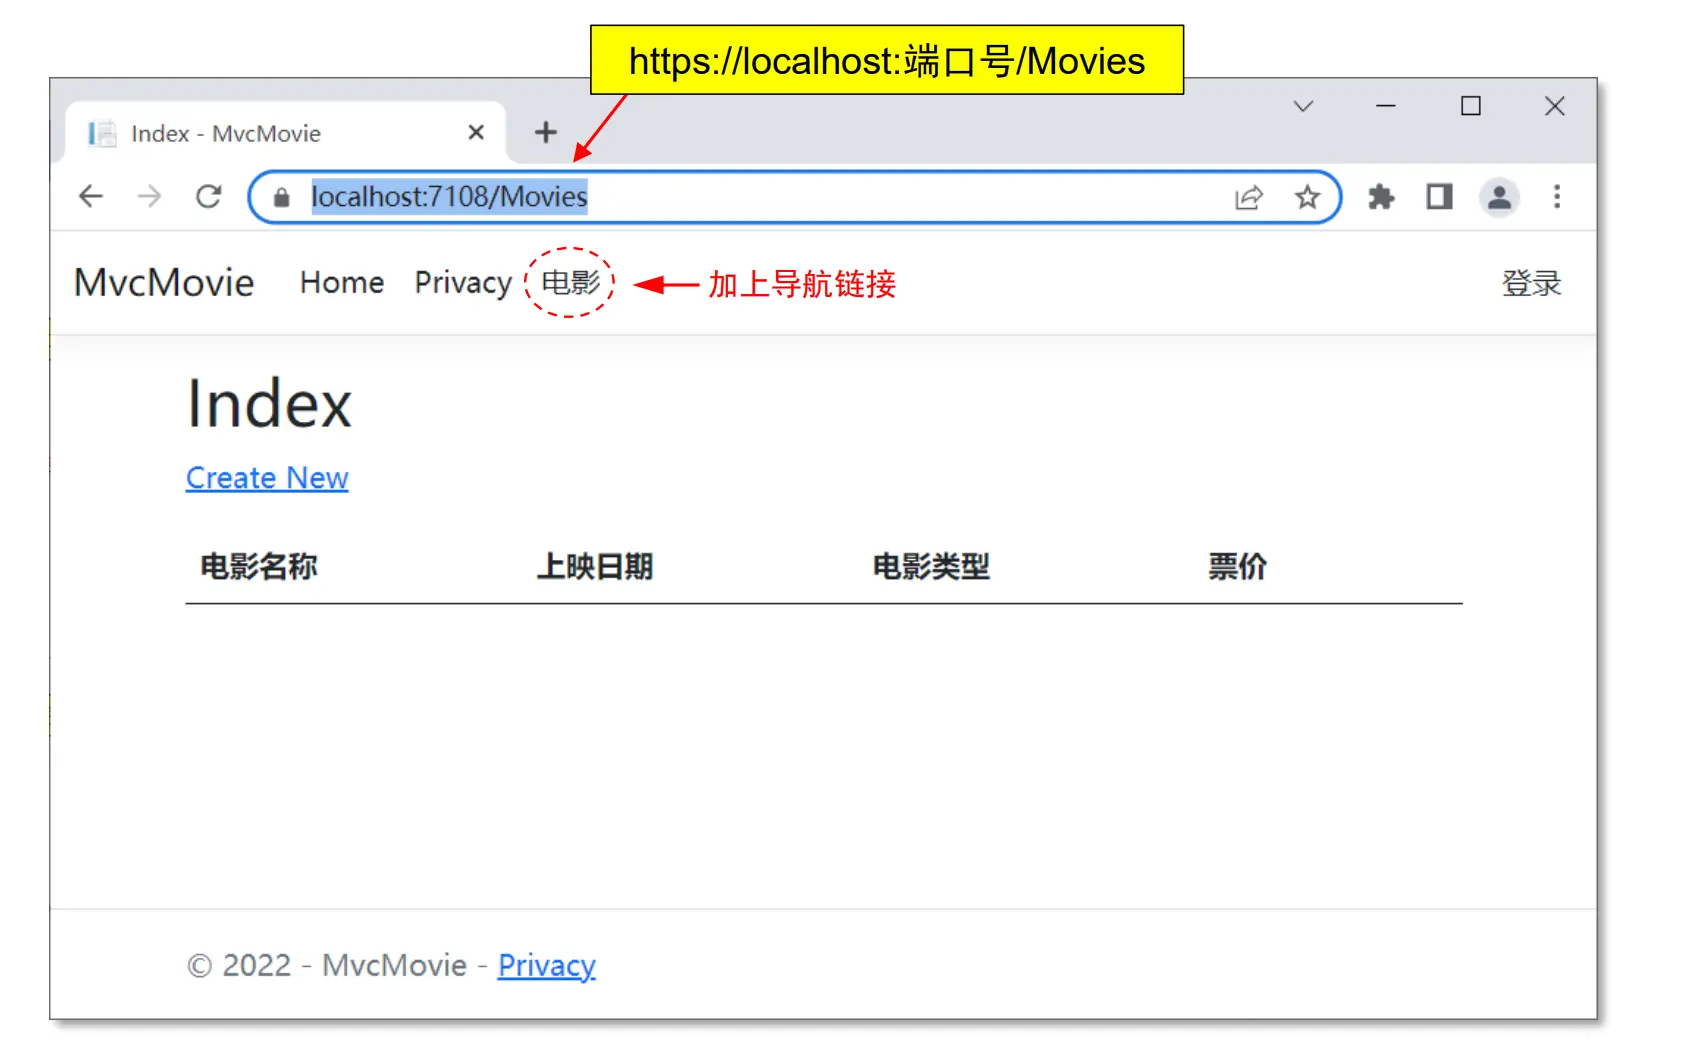 https://localhost:端口号/Movies
Index - MvcMovie
localhost:7108/Movies
MvcMovie Home Privacy 电影 加上导航链接 登录
Index
Create New
电影名称 上映日期 电影类型 票价
© 2022 - MvcMovie - Privacy